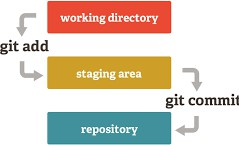 working directory
git add
staging area
git commit
repository